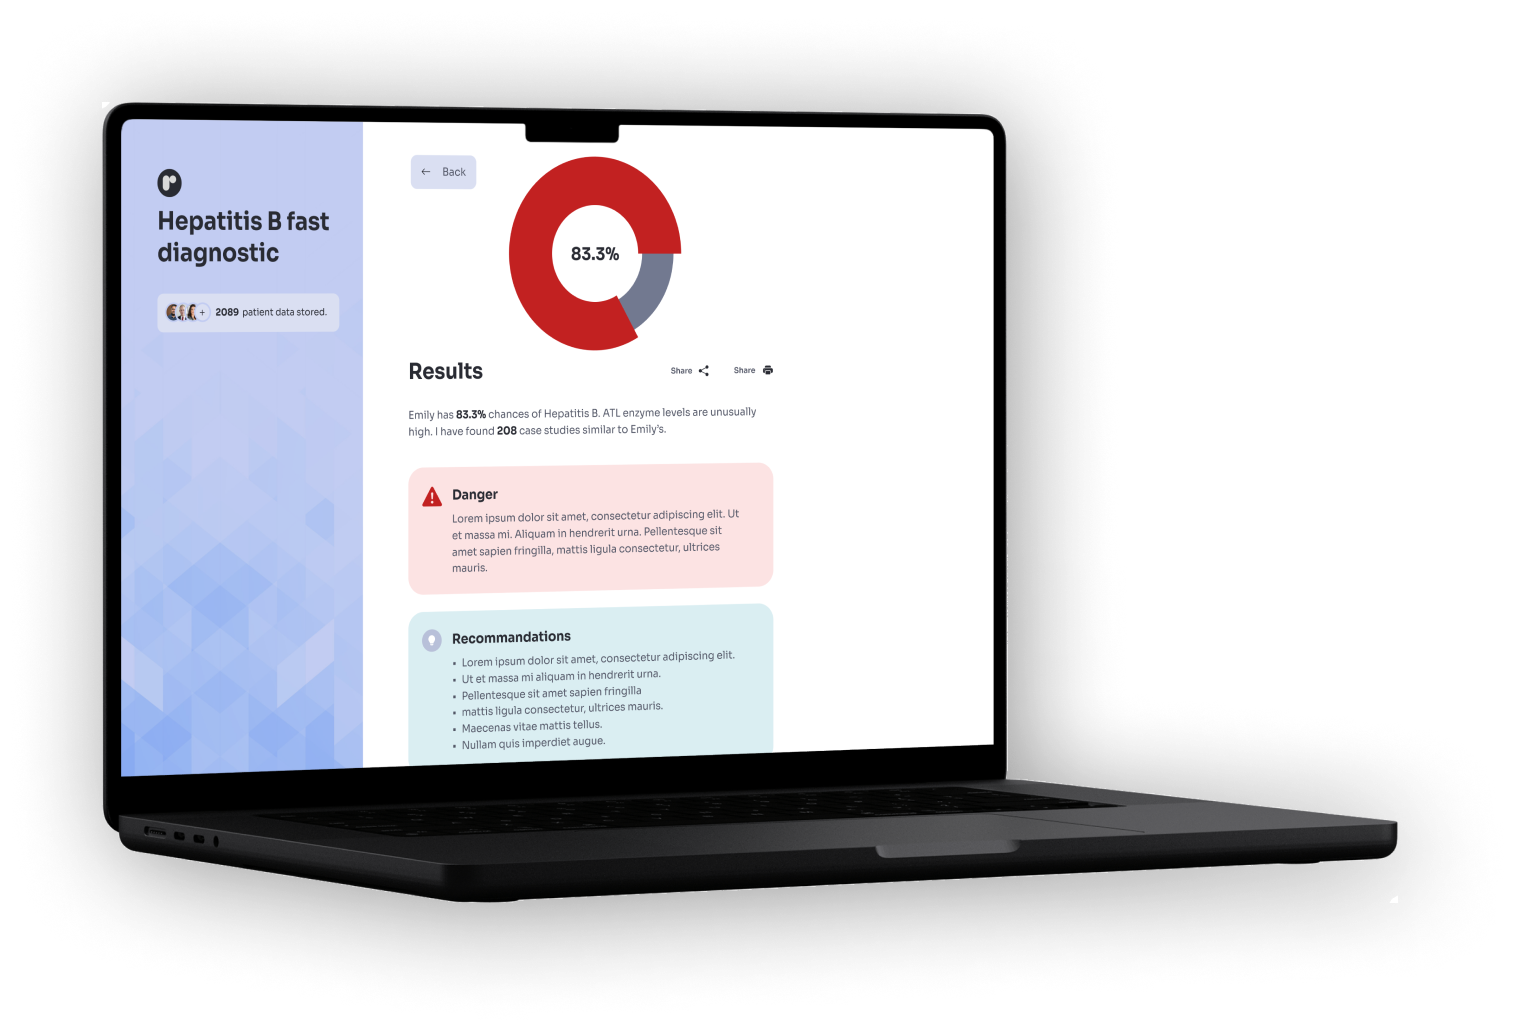 Hepatitis B fast
diagnostic
+ 2089 patient data stored.
← Back
83.3%
Results
Share
Share
Emily has 83.3% chances of Hepatitis B. ATL enzyme levels are unusually
high. I have found 208 case studies similar to Emily's.
Danger
Lorem ipsum dolor sit amet, consectetur adipiscing elit. Ut
et massa mi. Aliquam in hendrerit urna. Pellentesque sit
amet sapien fringilla, mattis ligula consectetur, ultrices
mauris.
Recommandations
• Lorem ipsum dolor sit amet, consectetur adipiscing elit.
• Ut et massa mi aliquam in hendrerit urna.
• Pellentesque sit amet sapien fringilla
• mattis ligula consectetur, ultrices mauris.
• Maecenas vitae mattis tellus.
• Nullam quis imperdiet augue.